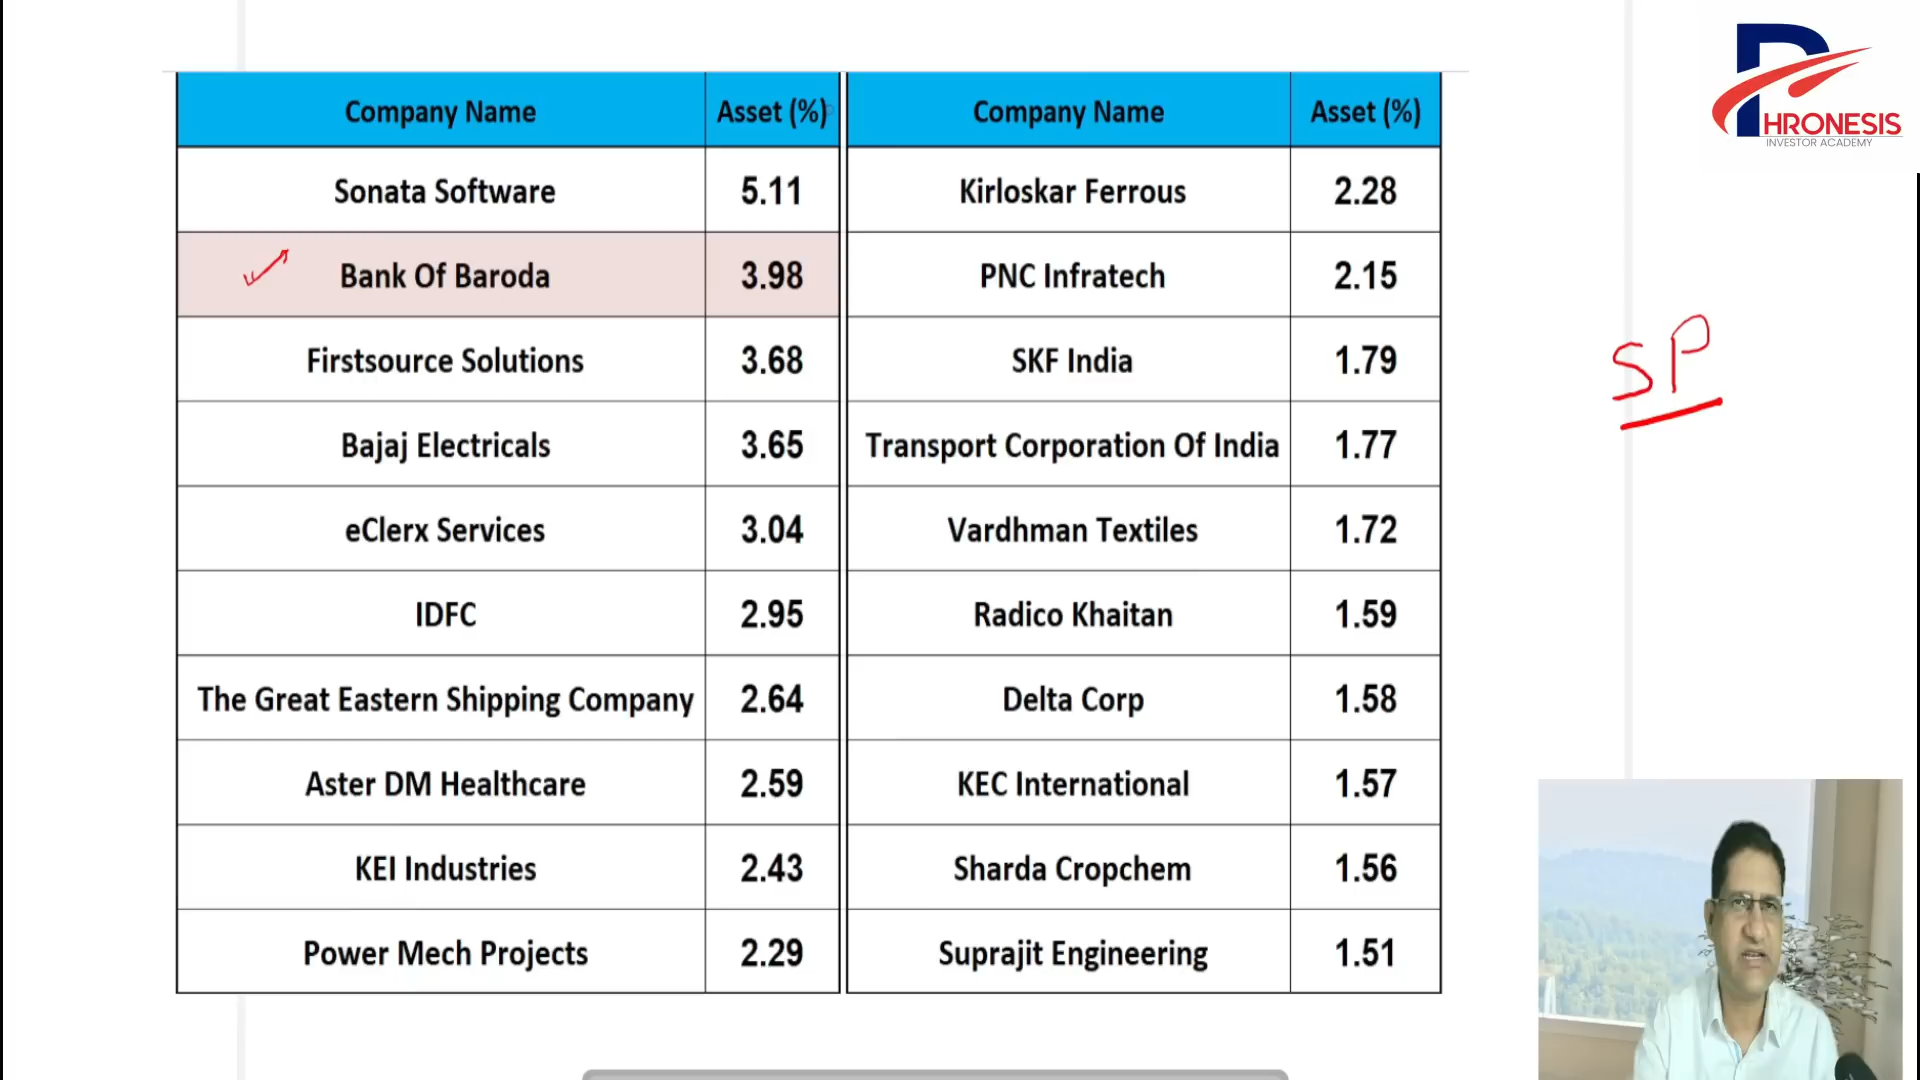 Company Name Asset (%) Company Name Asset (%)
Sonata Software 5.11 Kirloskar Ferrous 2.28
Bank Of Baroda 3.98 PNC Infratech 2.15
Firstsource Solutions 3.68 SKF India 1.79
Bajaj Electricals 3.65 Transport Corporation Of India 1.77
eClerx Services 3.04 Vardhman Textiles 1.72
IDFC 2.95 Radico Khaitan 1.59
The Great Eastern Shipping Company 2.64 Delta Corp 1.58
Aster DM Healthcare 2.59 KEC International 1.57
KEI Industries 2.43 Sharda Cropchem 1.56
Power Mech Projects 2.29 Suprajit Engineering 1.51
PHRONESIS
INVESTOR ACADEMY
SP